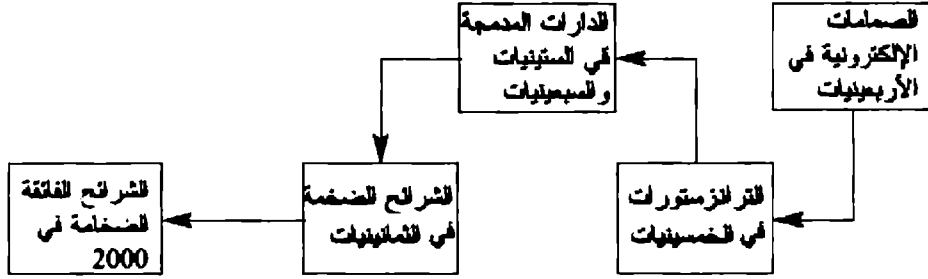 الصمامات
الإلكترونية في
الأربعينيات
الترانزستورات
في الخمسينيات
الدارات المدمجة
في الستينيات
والسبعينيات
الشرائح الضخمة
في الثمانينيات
الشرائح الفائقة
الضخامة في
2000